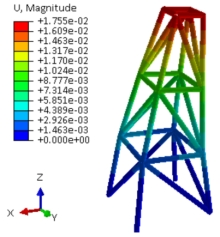 U, Magnitude
+1.755e-02
+1.609e-02
+1.463e-02
+1.317e-02
+1.170e-02
+1.024e-02
+8.777e-03
+7.314e-03
+5.851e-03
+4.389e-03
+2.926e-03
+1.463e-03
+0.000e+00
Z
X
Y